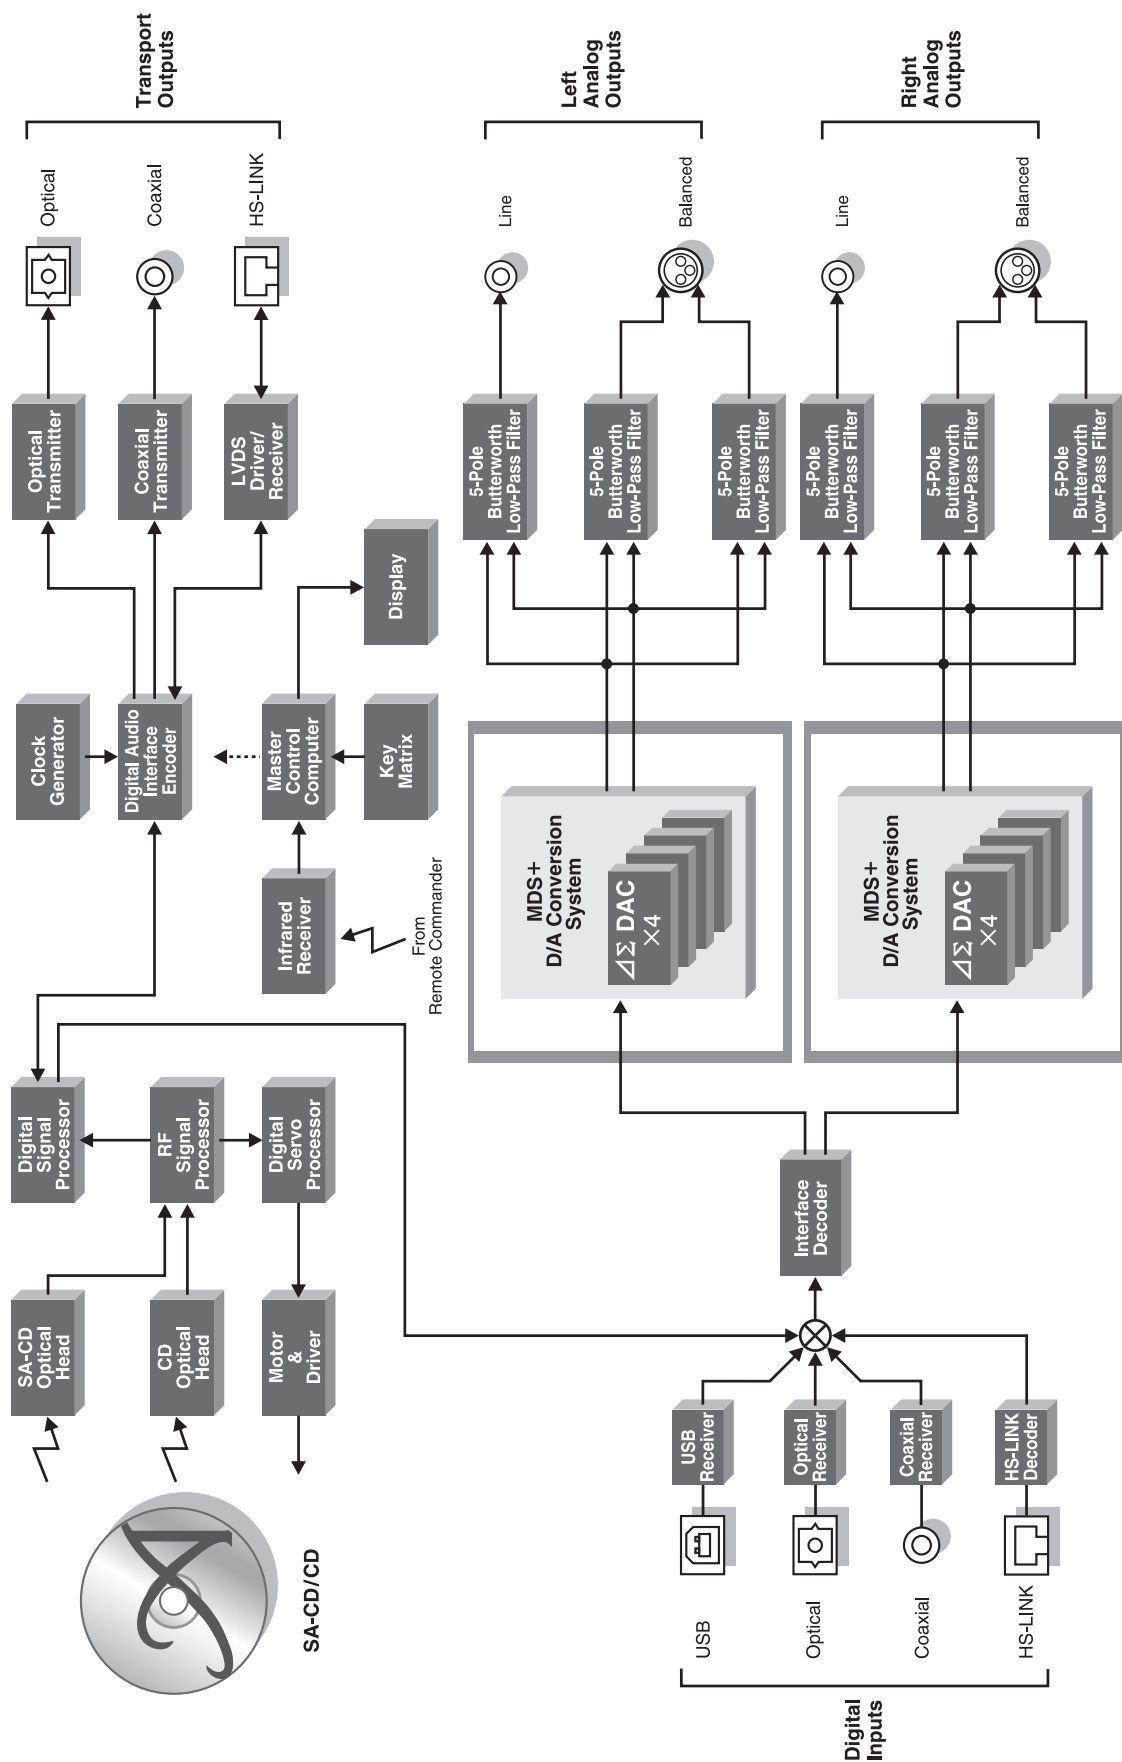 SA-CD/CD
SA-CD
Optical
Head
CD
Optical
Head
Motor
&
Driver
Digital
Signal
Processor
RF
Signal
Processor
Digital
Servo
Processor
Infrared
Receiver
From
Remote Commander
Clock
Generator
Digital Audio
Interface
Encoder
Master
Control
Computer
Key
Matrix
Display
Optical
Transmitter
Coaxial
Transmitter
LVDS
Driver/
Receiver
Optical
Coaxial
HS-LINK
Transport
Outputs
Digital
Inputs
USB
Optical
Coaxial
HS-LINK
USB
Receiver
Optical
Receiver
Coaxial
Receiver
HS-LINK
Decoder
Interface
Decoder
MDS+
D/A Conversion
System
ΔΣ DAC
×4
MDS+
D/A Conversion
System
ΔΣ DAC
×4
5-Pole
Butterworth
Low-Pass Filter
5-Pole
Butterworth
Low-Pass Filter
5-Pole
Butterworth
Low-Pass Filter
5-Pole
Butterworth
Low-Pass Filter
5-Pole
Butterworth
Low-Pass Filter
5-Pole
Butterworth
Low-Pass Filter
Line
Balanced
Line
Balanced
Left
Analog
Outputs
Right
Analog
Outputs